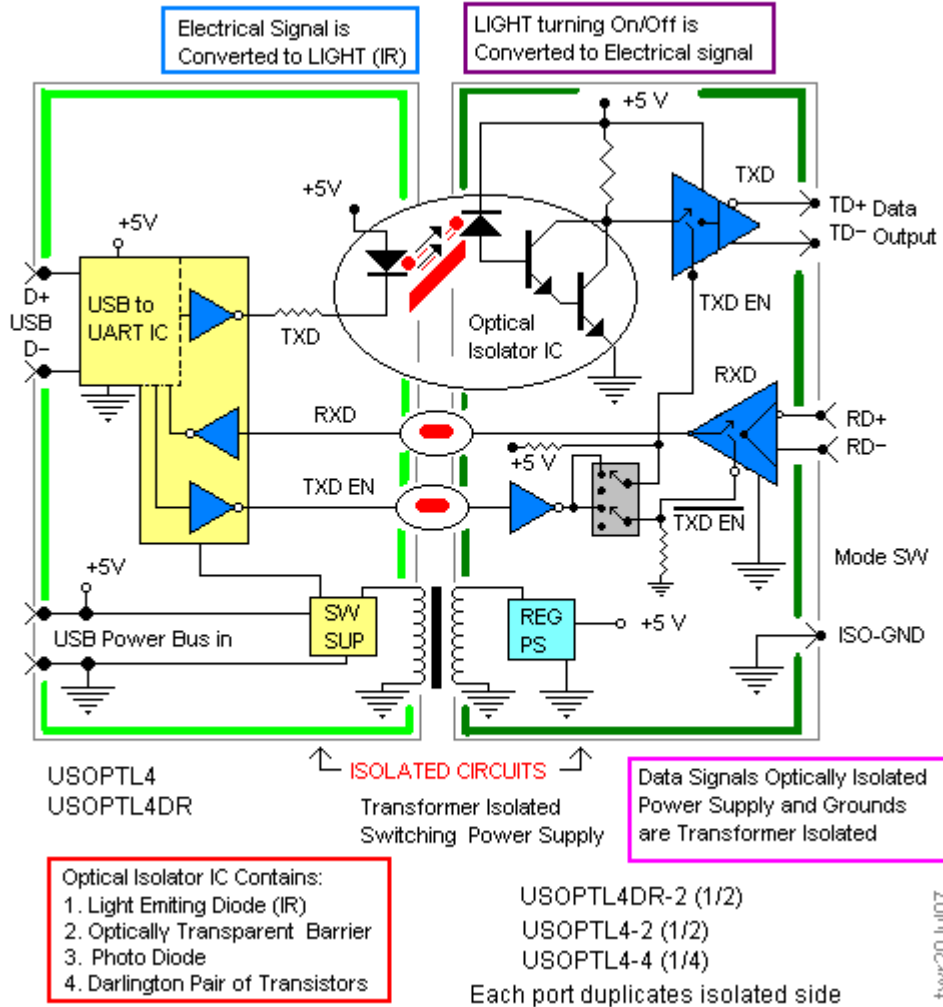 Electrical Signal is
Converted to LIGHT (IR)
LIGHT turning On/Off is
Converted to Electrical signal
+5 V
TXD
+5V
TD+ Data
TD− Output
+5V
D+
USB
D−
USB to
UART IC
TXD
Optical
Isolator IC
TXD EN
RXD
RXD
RD+
RD−
+5 V
TXD EN
TXD EN
Mode SW
+5V
SW
SUP
REG
PS
+5 V
USB Power Bus in
ISO-GND
USOPTL4
USOPTL4DR
ISOLATED CIRCUITS
Transformer Isolated
Switching Power Supply
Data Signals Optically Isolated
Power Supply and Grounds
are Transformer Isolated
Optical Isolator IC Contains:
1. Light Emiting Diode (IR)
2. Optically Transparent Barrier
3. Photo Diode
4. Darlington Pair of Transistors
USOPTL4DR-2 (1/2)
USOPTL4-2 (1/2)
USOPTL4-4 (1/4)
Each port duplicates isolated side